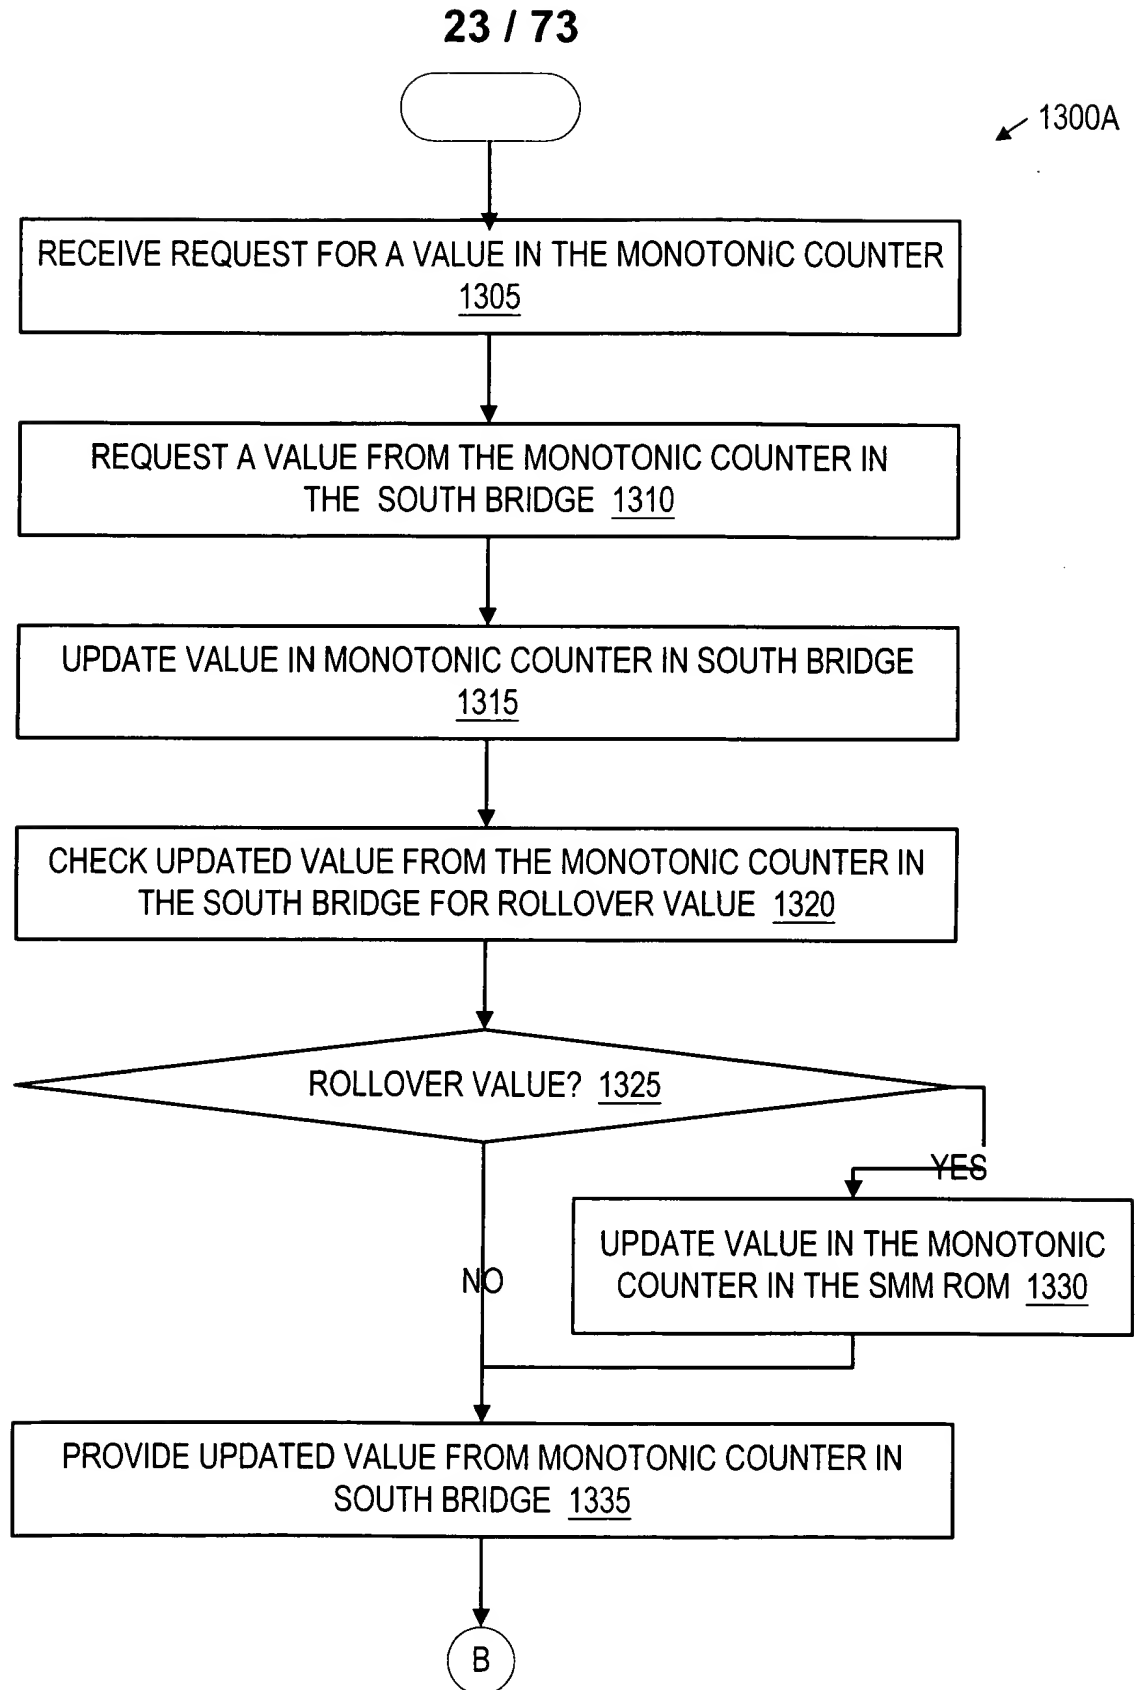 23 / 73
1300A
RECEIVE REQUEST FOR A VALUE IN THE MONOTONIC COUNTER
1305
REQUEST A VALUE FROM THE MONOTONIC COUNTER IN
THE SOUTH BRIDGE 1310
UPDATE VALUE IN MONOTONIC COUNTER IN SOUTH BRIDGE
1315
CHECK UPDATED VALUE FROM THE MONOTONIC COUNTER IN
THE SOUTH BRIDGE FOR ROLLOVER VALUE 1320
ROLLOVER VALUE? 1325
YES
UPDATE VALUE IN THE MONOTONIC
COUNTER IN THE SMM ROM 1330
NO
PROVIDE UPDATED VALUE FROM MONOTONIC COUNTER IN
SOUTH BRIDGE 1335
B